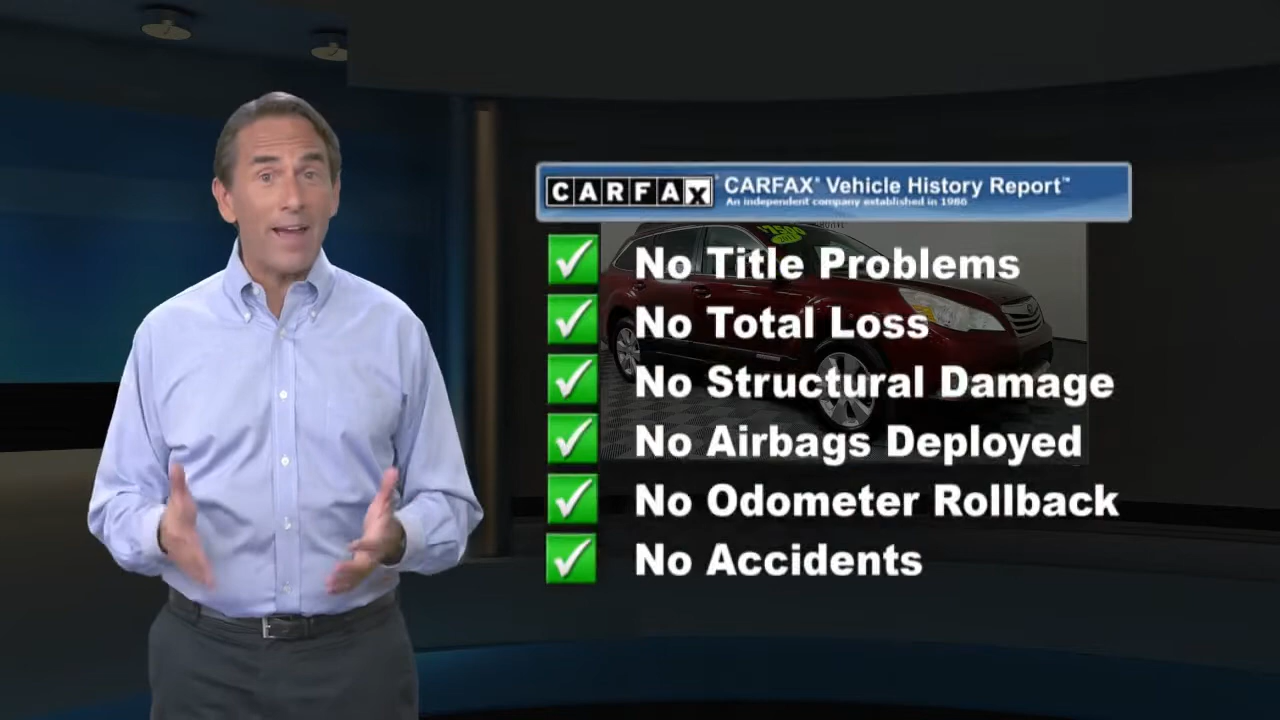 CARFAX
CARFAX® Vehicle History Report™
An independent company established in 1986
$7500
No Title Problems
No Total Loss
No Structural Damage
No Airbags Deployed
No Odometer Rollback
No Accidents